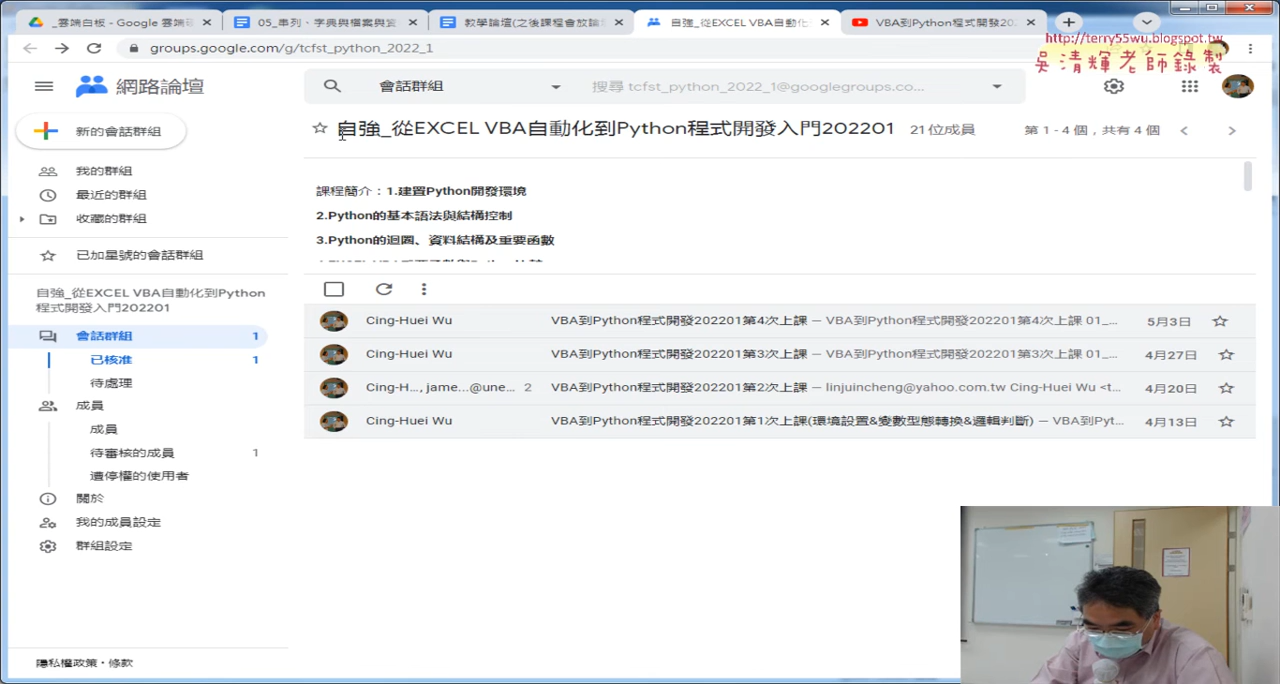 _雲端白板 - Google 雲端硬
05_串列、字典與檔案與資
教學論壇(之後課程會放論壇
自強_從EXCEL VBA自動化
VBA到Python程式開發20
groups.google.com/g/tcfst_python_2022_1
http://terry55wu.blogspot.tw
吳清輝老師錄製
網路論壇
會話群組
搜尋 tcfst_python_2022_1@googlegroups.co...
新的會話群組
自強_從EXCEL VBA自動化到Python程式開發入門202201
21位成員
第 1 - 4 個，共有 4 個
我的群組
最近的群組
收藏的群組
已加星號的會話群組
自強_從EXCEL VBA自動化到Python
程式開發入門202201
會話群組 1
已核准 1
待處理
成員
成員
待審核的成員 1
遭停權的使用者
關於
我的成員設定
群組設定
隱私權政策・條款
課程簡介：1.建置Python開發環境
2.Python的基本語法與結構控制
3.Python的迴圈、資料結構及重要函數
Cing-Huei Wu VBA到Python程式開發202201第4次上課 – VBA到Python程式開發202201第4次上課 01_... 5月3日
Cing-Huei Wu VBA到Python程式開發202201第3次上課 – VBA到Python程式開發202201第3次上課 01_... 4月27日
Cing-H..., jame...@une... 2 VBA到Python程式開發202201第2次上課 – linjuincheng@yahoo.com.tw Cing-Huei Wu <t... 4月20日
Cing-Huei Wu VBA到Python程式開發202201第1次上課(環境設置&變數型態轉換&邏輯判斷) – VBA到Pyt... 4月13日